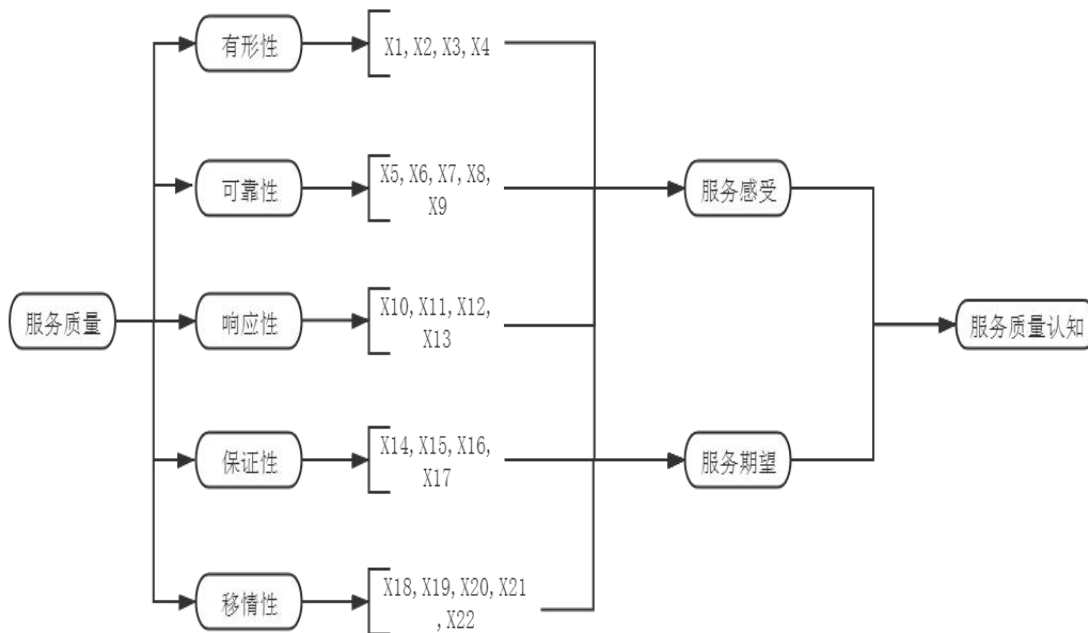 有形性
X1, X2, X3, X4
可靠性
X5, X6, X7, X8,
X9
服务感受
服务质量
响应性
X10, X11, X12,
X13
服务质量认知
保证性
X14, X15, X16,
X17
服务期望
移情性
X18, X19, X20, X21
, X22